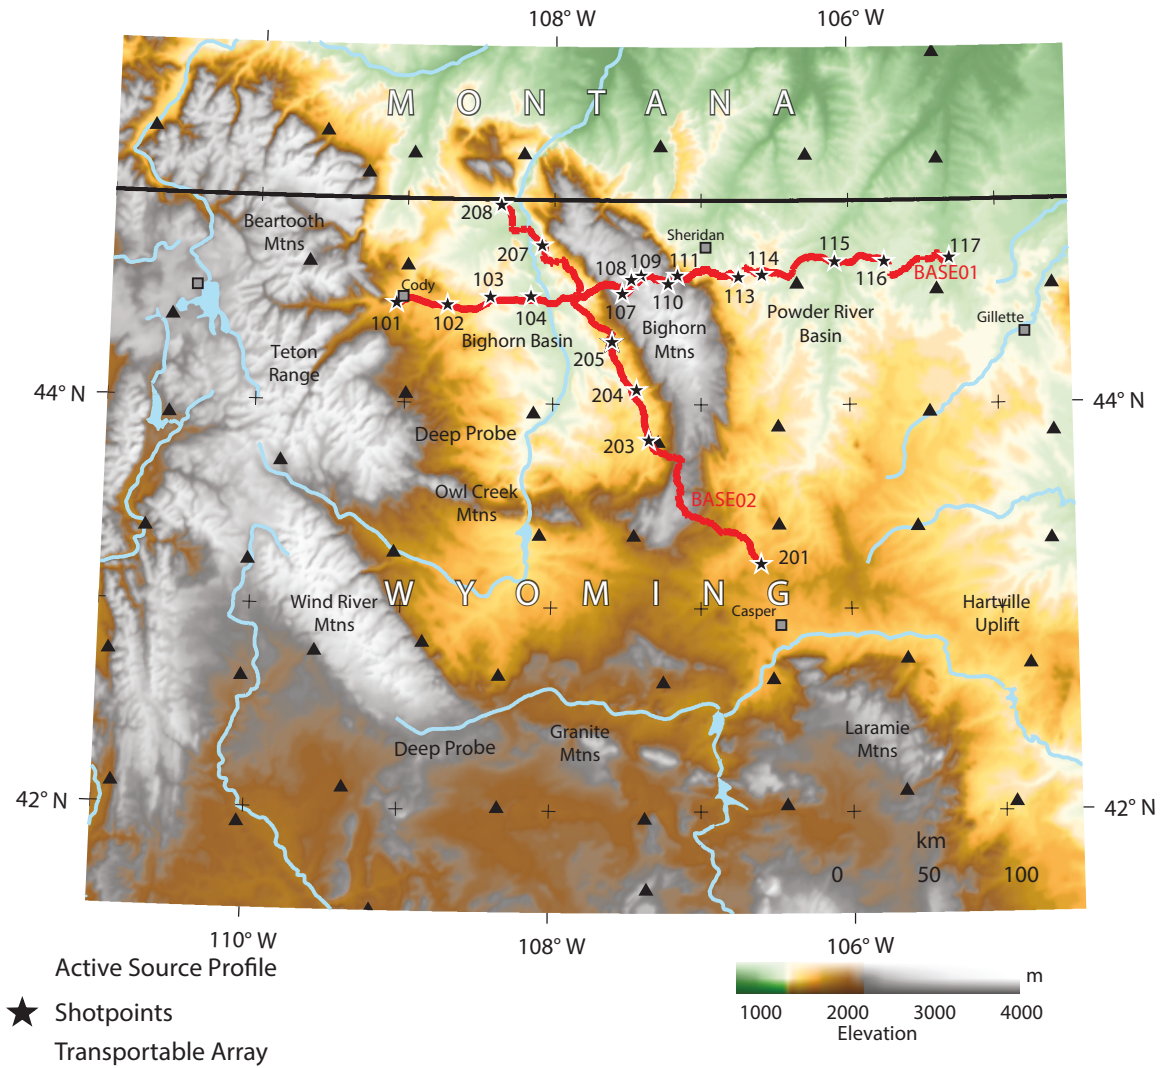 108° W
106° W
MONTANA
208
Beartooth
Mtns
207
Sheridan
Cody
103
108
109
111
114
115
117
BASE01
101
102
104
107
110
113
116
Bighorn Basin
Bighorn
Mtns
Powder River
Basin
Gillette
205
Teton
Range
204
44° N
44° N
Deep Probe
203
Owl Creek
Mtns
BASE02
201
WYOMING
Wind River
Mtns
Casper
Hartville
Uplift
Deep Probe
Granite
Mtns
Laramie
Mtns
42° N
42° N
km
0 50 100
110° W
108° W
106° W
Active Source Profile
Shotpoints
Transportable Array
m
1000 2000 3000 4000
Elevation